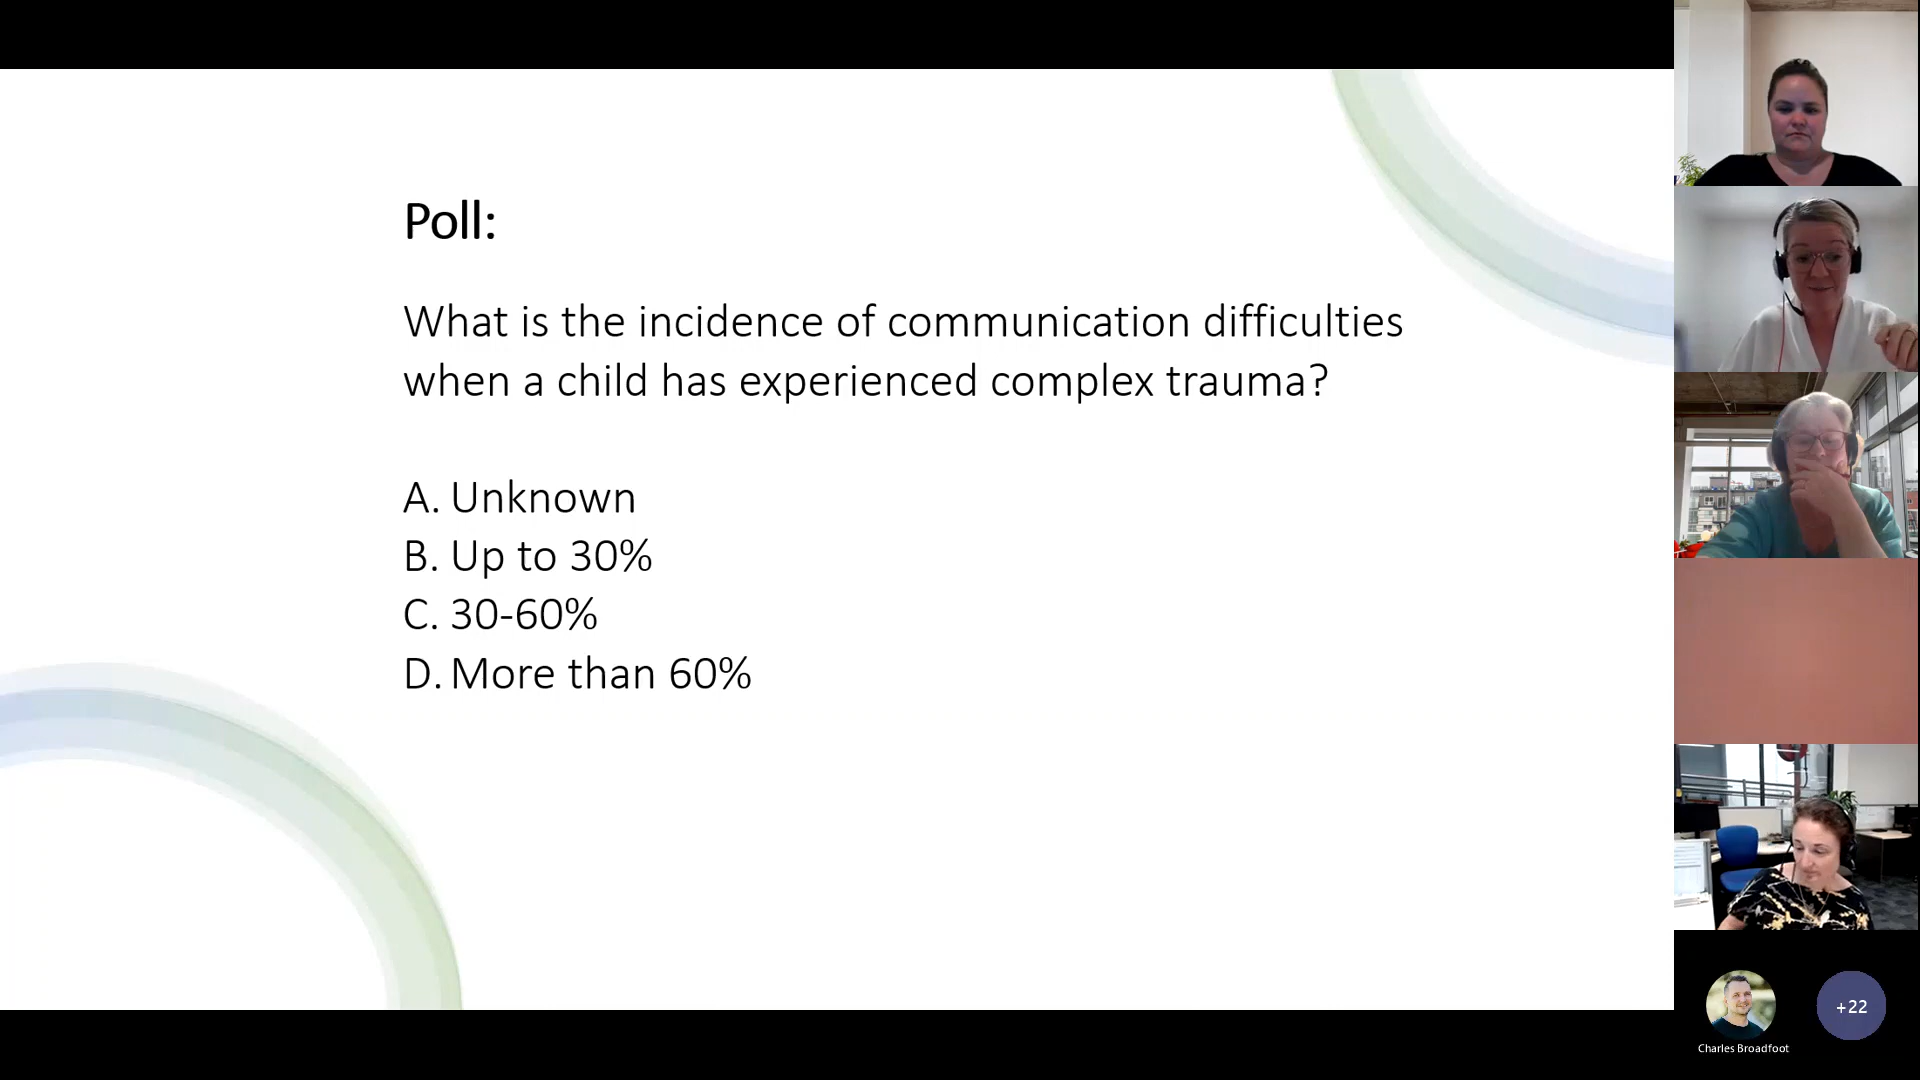 Poll:
What is the incidence of communication difficulties
when a child has experienced complex trauma?
A. Unknown
B. Up to 30%
C. 30-60%
D. More than 60%
+22
Charles Broadfoot